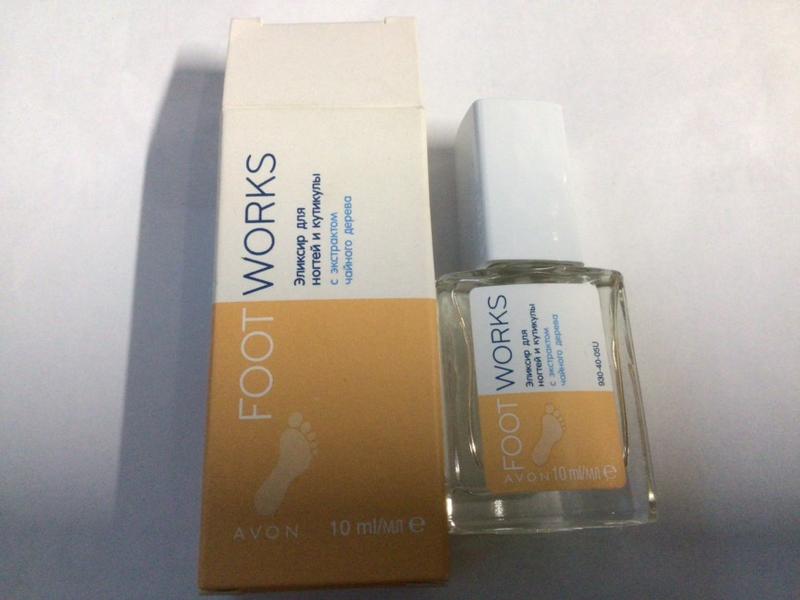 FOOT WORKS
Эликсир для
ногтей и кутикулы
с экстрактом
чайного дерева
AVON
10 ml/мл ℮
FOOT WORKS
Эликсир для
ногтей и кутикулы
с экстрактом
чайного дерева
930-40-05U
AVON 10 ml/мл ℮